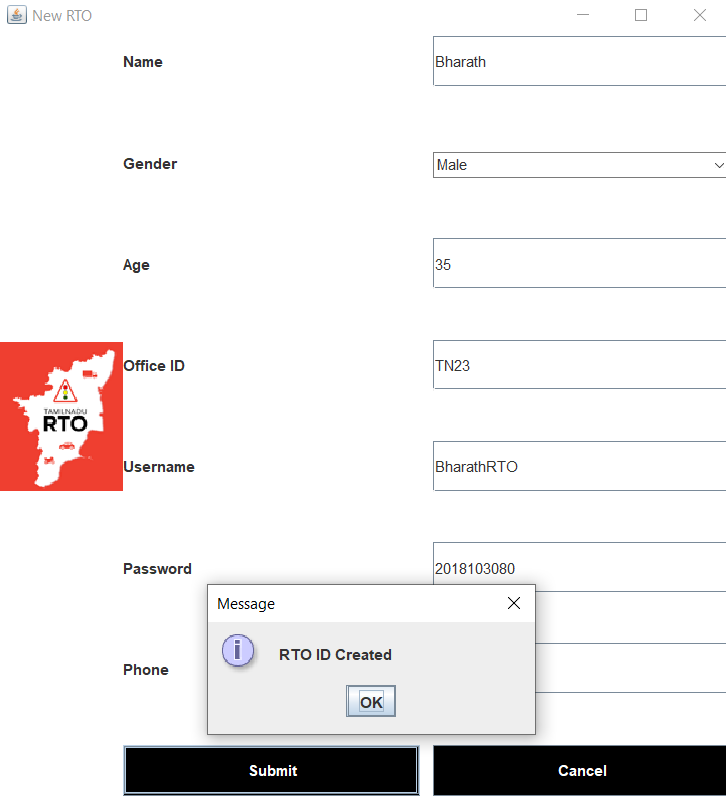 New RTO
Name
Bharath
Gender
Male
Age
35
TAMILNADU
RTO
Office ID
TN23
Username
BharathRTO
Password
2018103080
Message
RTO ID Created
OK
Phone
Submit
Cancel